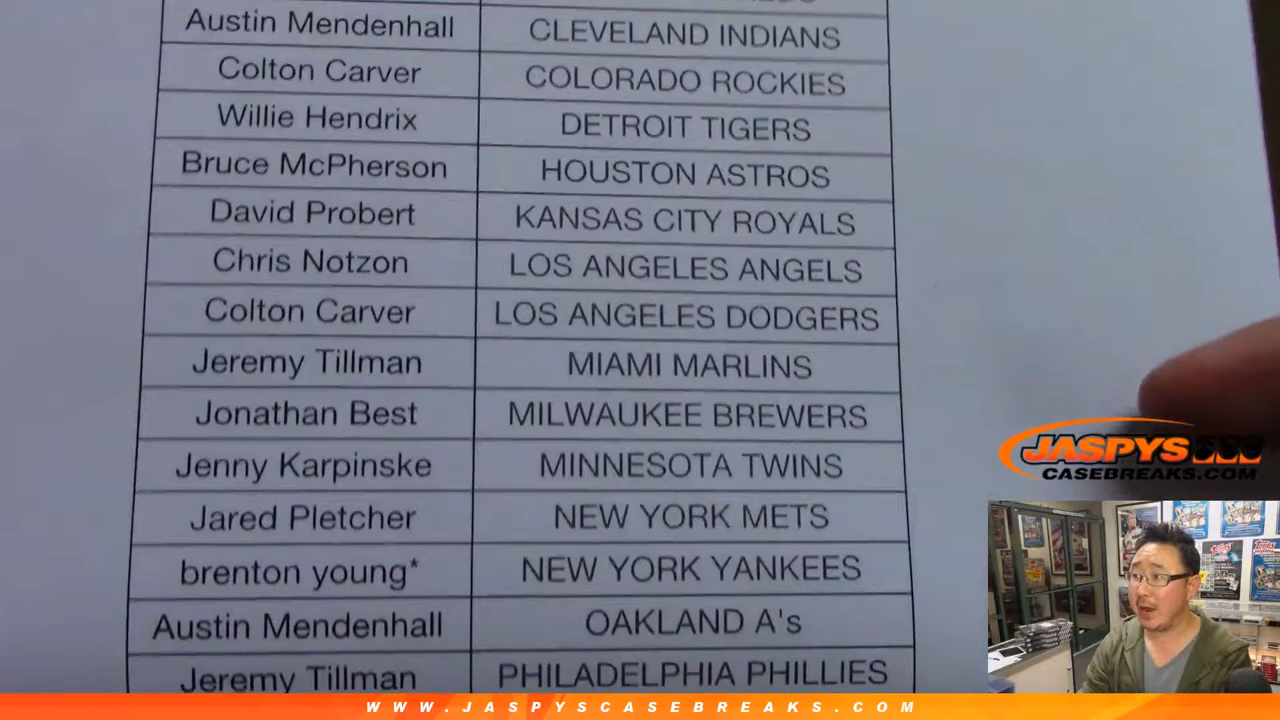 Austin Mendenhall CLEVELAND INDIANS
Colton Carver COLORADO ROCKIES
Willie Hendrix DETROIT TIGERS
Bruce McPherson HOUSTON ASTROS
David Probert KANSAS CITY ROYALS
Chris Notzon LOS ANGELES ANGELS
Colton Carver LOS ANGELES DODGERS
Jeremy Tillman MIAMI MARLINS
Jonathan Best MILWAUKEE BREWERS
Jenny Karpinske MINNESOTA TWINS
Jared Pletcher NEW YORK METS
brenton young* NEW YORK YANKEES
Austin Mendenhall OAKLAND A's
Jeremy Tillman PHILADELPHIA PHILLIES
JASPYS
CASEBREAKS.COM
WWW.JASPYSCASEBREAKS.COM